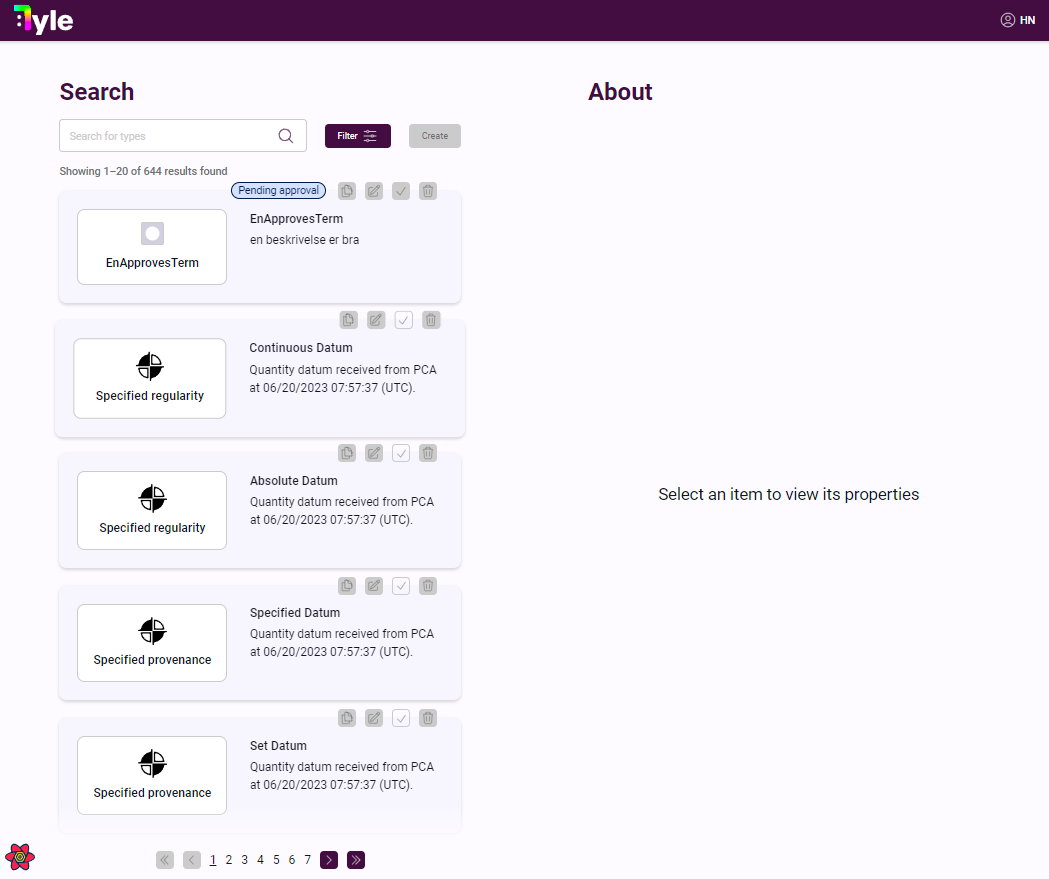 :Tyle
HN
Search
About
Search for types
Filter
Create
Showing 1–20 of 644 results found
Pending approval
EnApprovesTerm
EnApprovesTerm
en beskrivelse er bra
Specified regularity
Continuous Datum
Quantity datum received from PCA
at 06/20/2023 07:57:37 (UTC).
Specified regularity
Absolute Datum
Quantity datum received from PCA
at 06/20/2023 07:57:37 (UTC).
Select an item to view its properties
Specified provenance
Specified Datum
Quantity datum received from PCA
at 06/20/2023 07:57:37 (UTC).
Specified provenance
Set Datum
Quantity datum received from PCA
at 06/20/2023 07:57:37 (UTC).
1 2 3 4 5 6 7